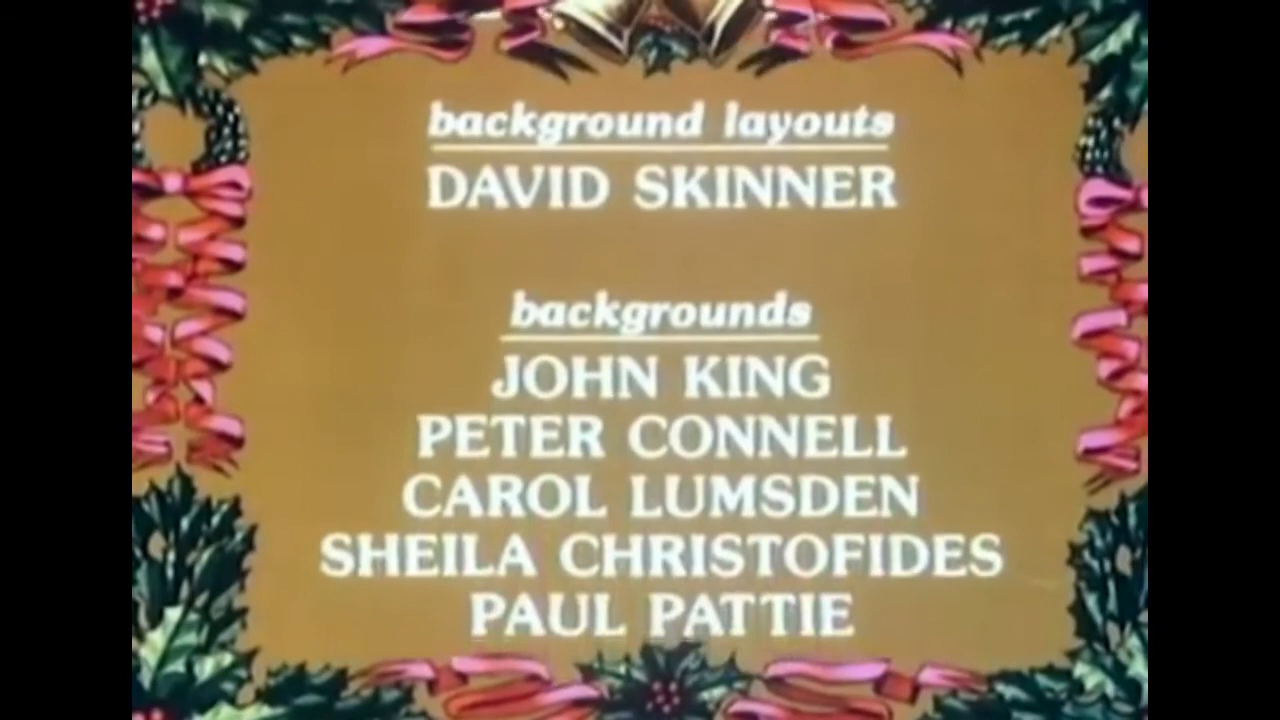 background layouts
DAVID SKINNER
backgrounds
JOHN KING
PETER CONNELL
CAROL LUMSDEN
SHEILA CHRISTOFIDES
PAUL PATTIE